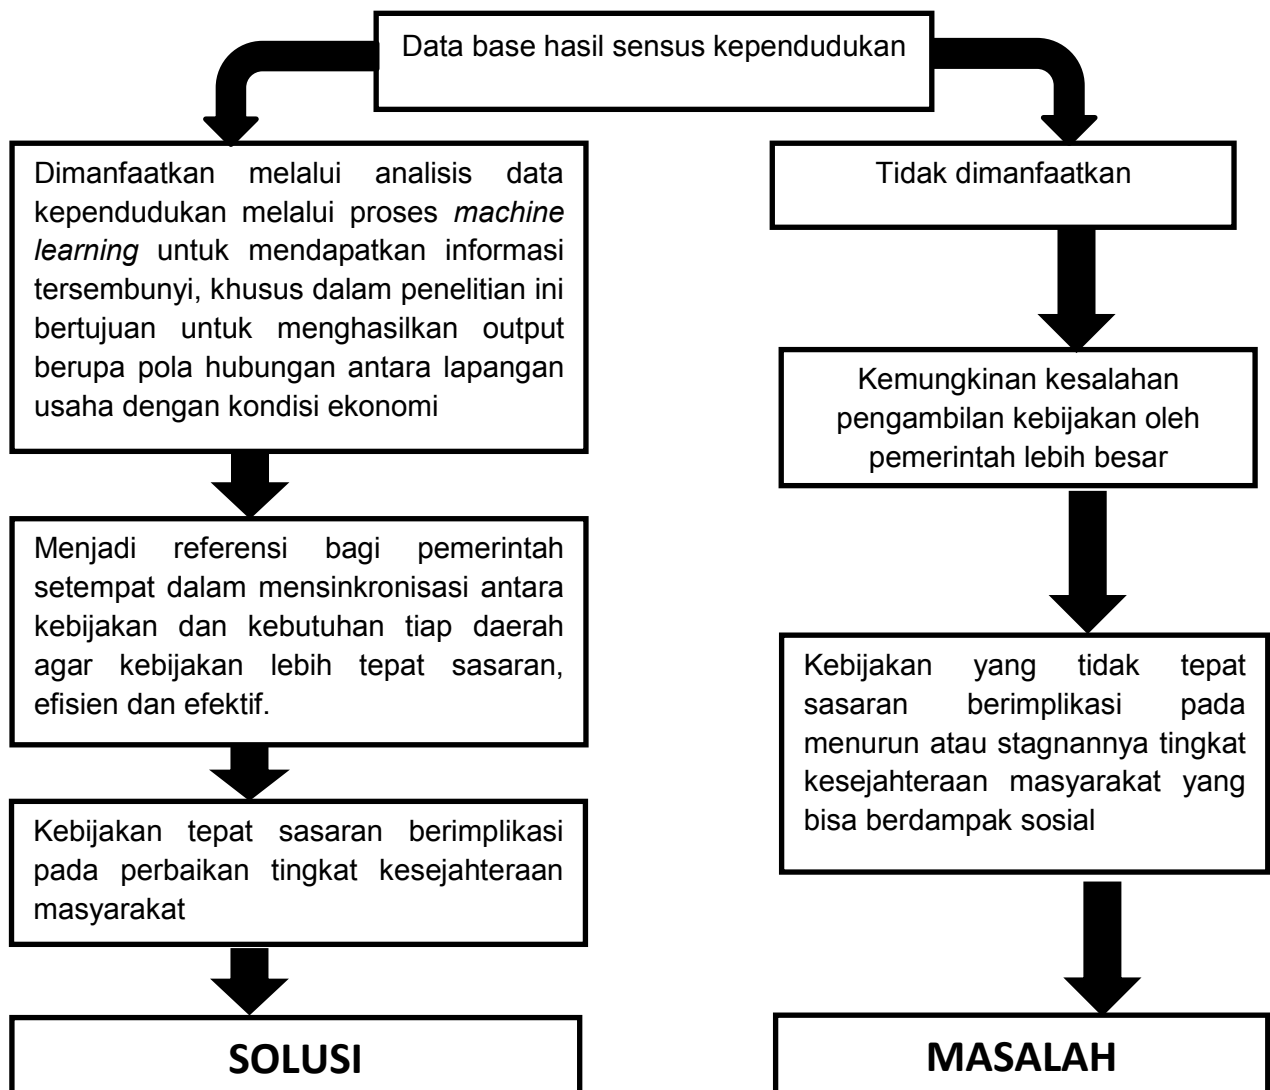 Data base hasil sensus kependudukan
Dimanfaatkan melalui analisis data
kependudukan melalui proses machine
learning untuk mendapatkan informasi
tersembunyi, khusus dalam penelitian ini
bertujuan untuk menghasilkan output
berupa pola hubungan antara lapangan
usaha dengan kondisi ekonomi
Menjadi referensi bagi pemerintah
setempat dalam mensinkronisasi antara
kebijakan dan kebutuhan tiap daerah
agar kebijakan lebih tepat sasaran,
efisien dan efektif.
Kebijakan tepat sasaran berimplikasi
pada perbaikan tingkat kesejahteraan
masyarakat
SOLUSI
Tidak dimanfaatkan
Kemungkinan kesalahan
pengambilan kebijakan oleh
pemerintah lebih besar
Kebijakan yang tidak tepat
sasaran berimplikasi pada
menurun atau stagnannya tingkat
kesejahteraan masyarakat yang
bisa berdampak sosial
MASALAH